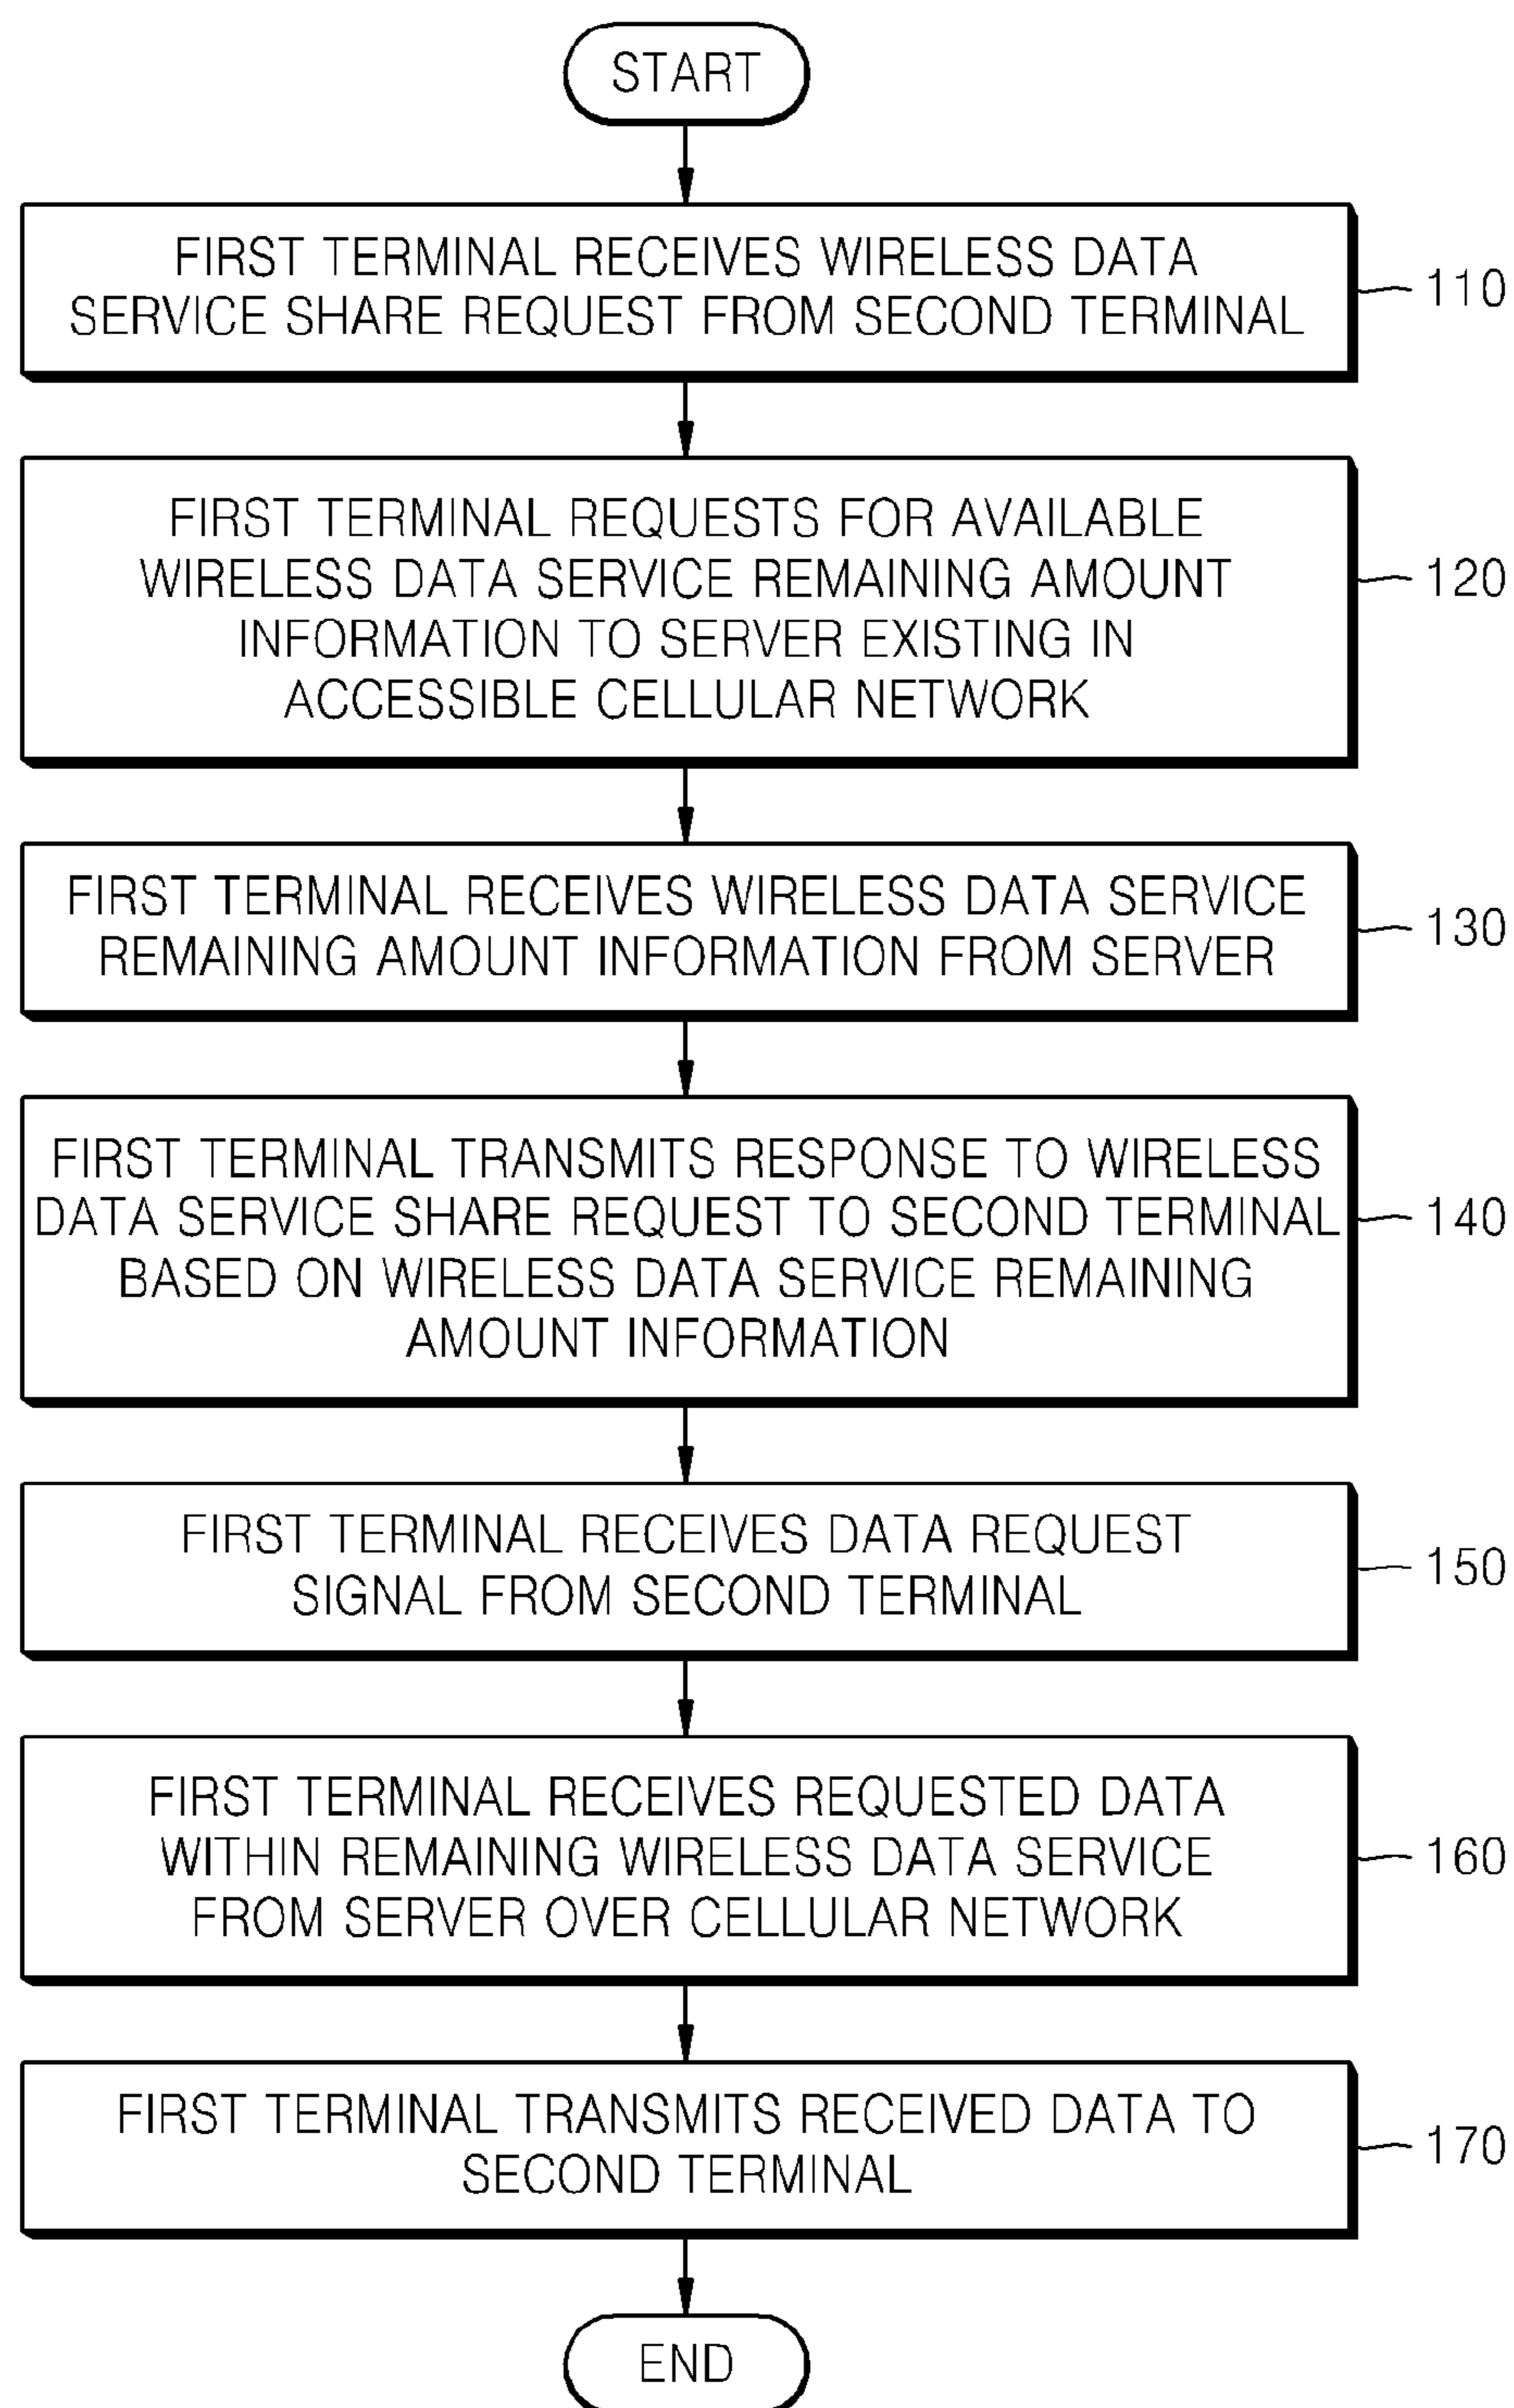 START
FIRST TERMINAL RECEIVES WIRELESS DATA
SERVICE SHARE REQUEST FROM SECOND TERMINAL
110
FIRST TERMINAL REQUESTS FOR AVAILABLE
WIRELESS DATA SERVICE REMAINING AMOUNT
INFORMATION TO SERVER EXISTING IN
ACCESSIBLE CELLULAR NETWORK
120
FIRST TERMINAL RECEIVES WIRELESS DATA SERVICE
REMAINING AMOUNT INFORMATION FROM SERVER
130
FIRST TERMINAL TRANSMITS RESPONSE TO WIRELESS
DATA SERVICE SHARE REQUEST TO SECOND TERMINAL
BASED ON WIRELESS DATA SERVICE REMAINING
AMOUNT INFORMATION
140
FIRST TERMINAL RECEIVES DATA REQUEST
SIGNAL FROM SECOND TERMINAL
150
FIRST TERMINAL RECEIVES REQUESTED DATA
WITHIN REMAINING WIRELESS DATA SERVICE
FROM SERVER OVER CELLULAR NETWORK
160
FIRST TERMINAL TRANSMITS RECEIVED DATA TO
SECOND TERMINAL
170
END